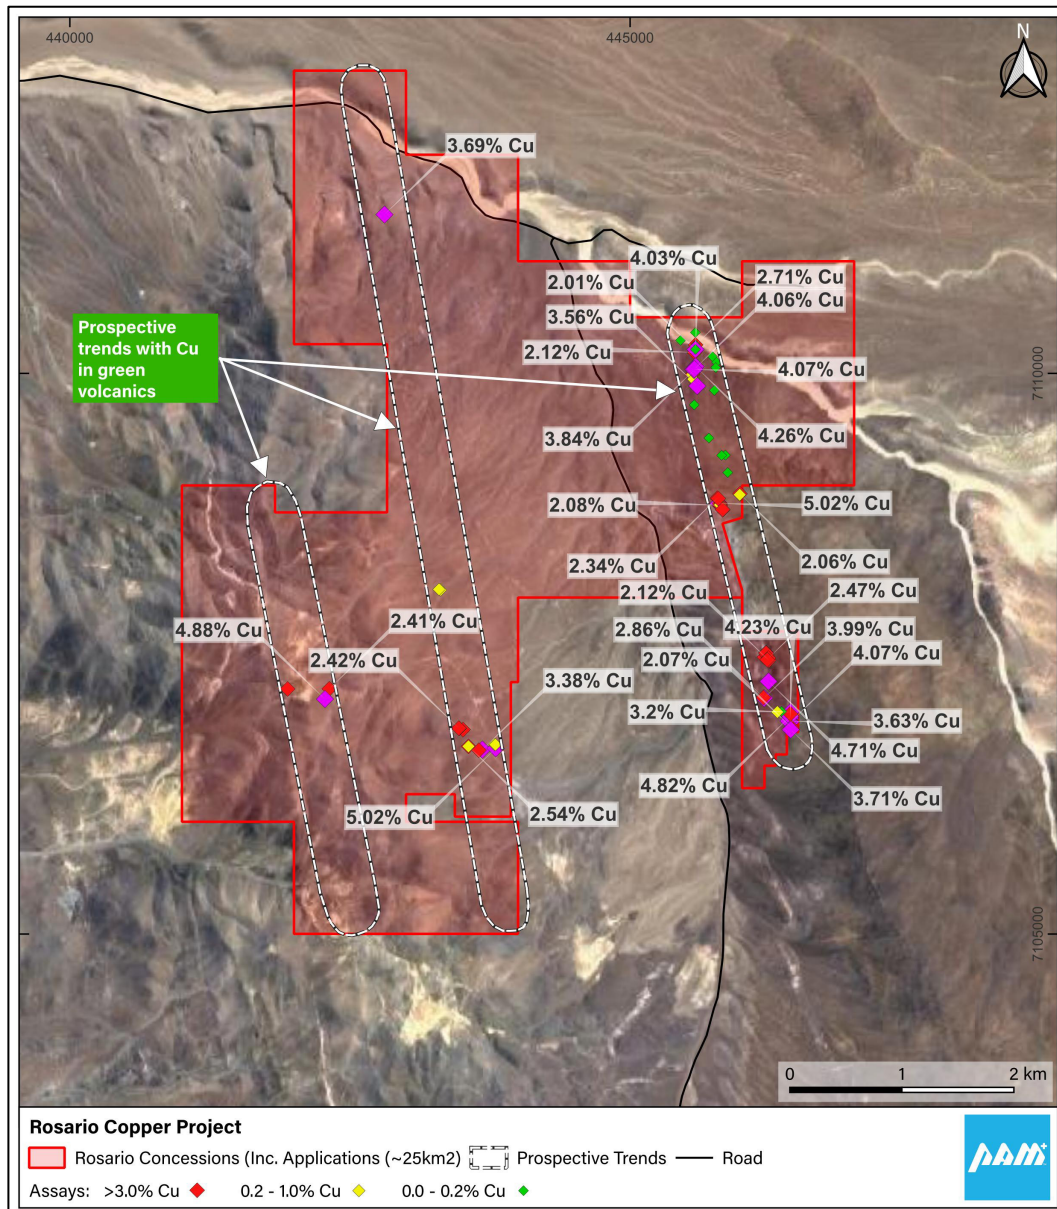 440000
445000
N
3.69% Cu
4.03% Cu
2.01% Cu
2.71% Cu
4.06% Cu
3.56% Cu
Prospective
trends with Cu
in green
volcanics
2.12% Cu
4.07% Cu
7110000
3.84% Cu
4.26% Cu
2.08% Cu
5.02% Cu
2.34% Cu
2.06% Cu
2.12% Cu
2.47% Cu
4.88% Cu
2.41% Cu
2.86% Cu
4.23% Cu
3.99% Cu
2.42% Cu
2.07% Cu
4.07% Cu
3.38% Cu
3.2% Cu
3.63% Cu
4.71% Cu
4.82% Cu
3.71% Cu
5.02% Cu
2.54% Cu
7105000
0 1 2 km
Rosario Copper Project
Rosario Concessions (Inc. Applications (~25km2) Prospective Trends Road
Assays: >3.0% Cu 0.2 - 1.0% Cu 0.0 - 0.2% Cu
PAM+